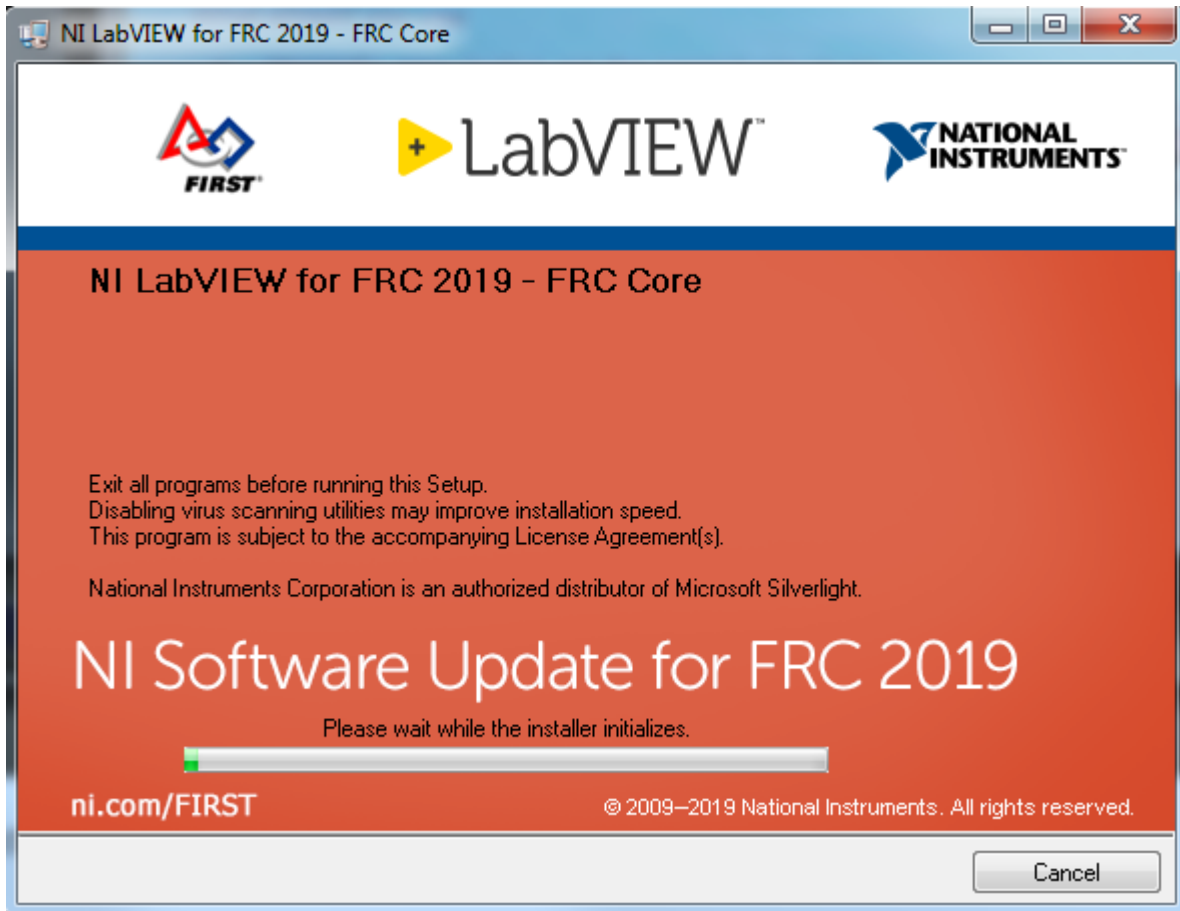 NI LabVIEW for FRC 2019 - FRC Core
FIRST®
LabVIEW™
NATIONAL
INSTRUMENTS™
NI LabVIEW for FRC 2019 - FRC Core
Exit all programs before running this Setup.
Disabling virus scanning utilities may improve installation speed.
This program is subject to the accompanying License Agreement(s).
National Instruments Corporation is an authorized distributor of Microsoft Silverlight.
NI Software Update for FRC 2019
Please wait while the installer initializes.
ni.com/FIRST
© 2009–2019 National Instruments. All rights reserved.
Cancel